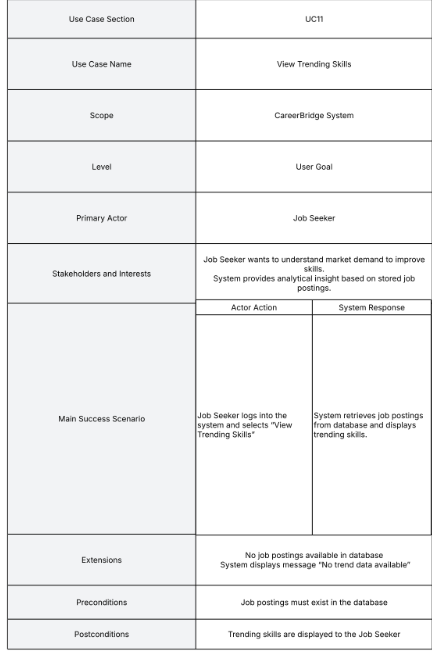 Use Case Section UC11
Use Case Name View Trending Skills
Scope CareerBridge System
Level User Goal
Primary Actor Job Seeker
Stakeholders and Interests
Job Seeker wants to understand market demand to improve
skills.
System provides analytical insight based on stored job
postings.
Actor Action System Response
Main Success Scenario
Job Seeker logs into the
system and selects "View
Trending Skills"
System retrieves job postings
from database and displays
trending skills.
Extensions
No job postings available in database
System displays message "No trend data available"
Preconditions Job postings must exist in the database
Postconditions Trending skills are displayed to the Job Seeker